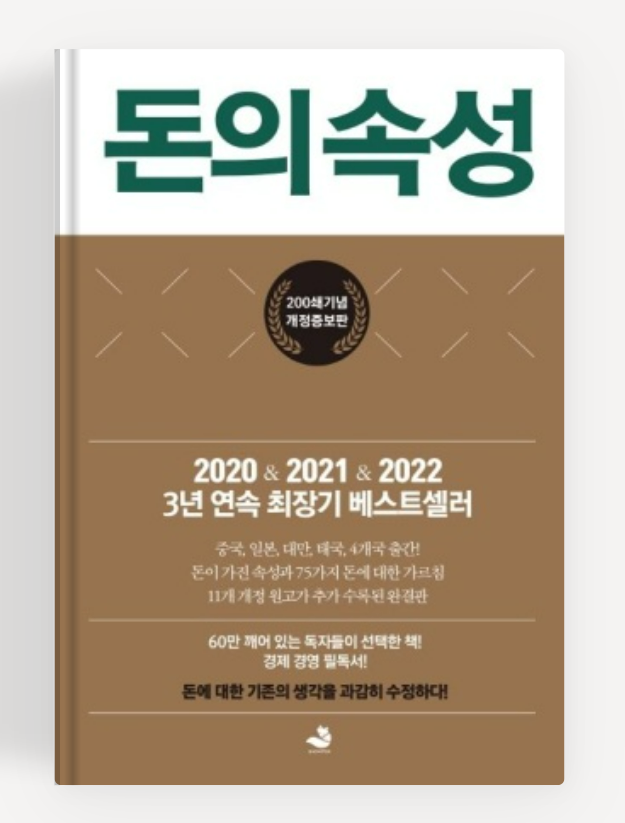 돈의 속성
200쇄기념
개정증보판
2020 & 2021 & 2022
3년 연속 최장기 베스트셀러
중국, 일본, 대만, 태국, 4개국 출간!
돈이 가진 속성과 75가지 돈에 대한 가르침
11개 개정 원고가 추가 수록된 완결판
60만 깨어 있는 독자들이 선택한 책!
경제 경영 필독서!
돈에 대한 기존의 생각을 과감히 수정하다!